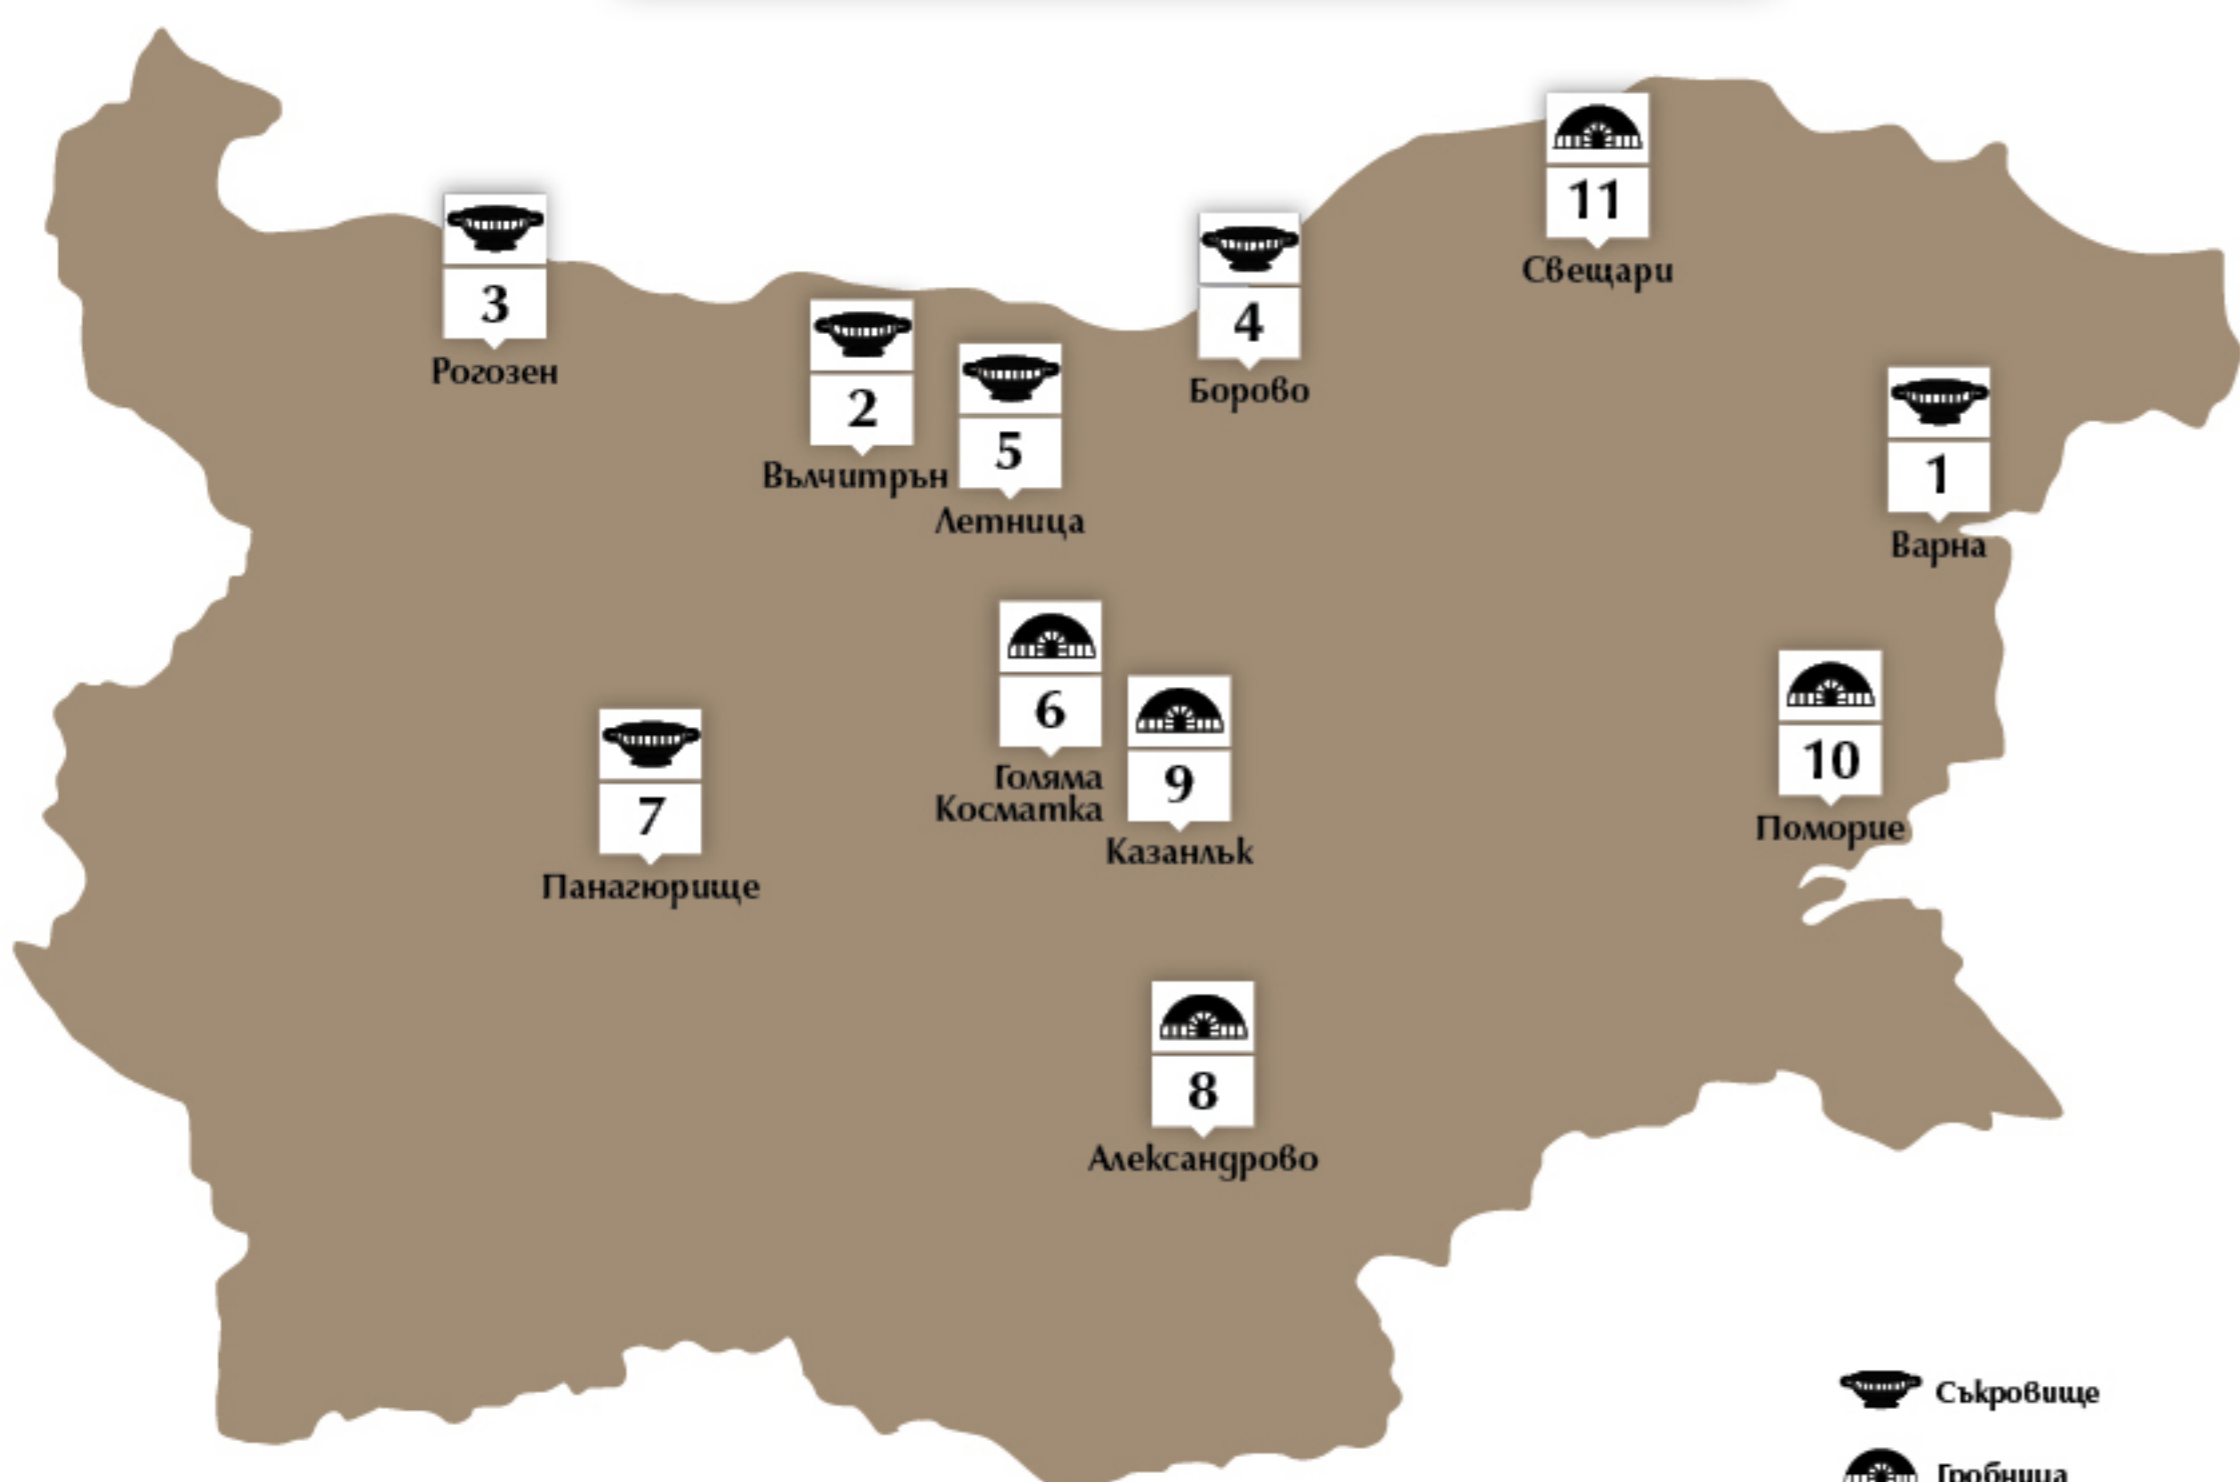 11
Свещари
3
Рогозен
4
Борово
2
Вълчитрън
5
Летница
1
Варна
6
Голяма
Косматка
9
Казанлък
10
Поморие
7
Панагюрище
8
Александрово
Съкровище
Гробница